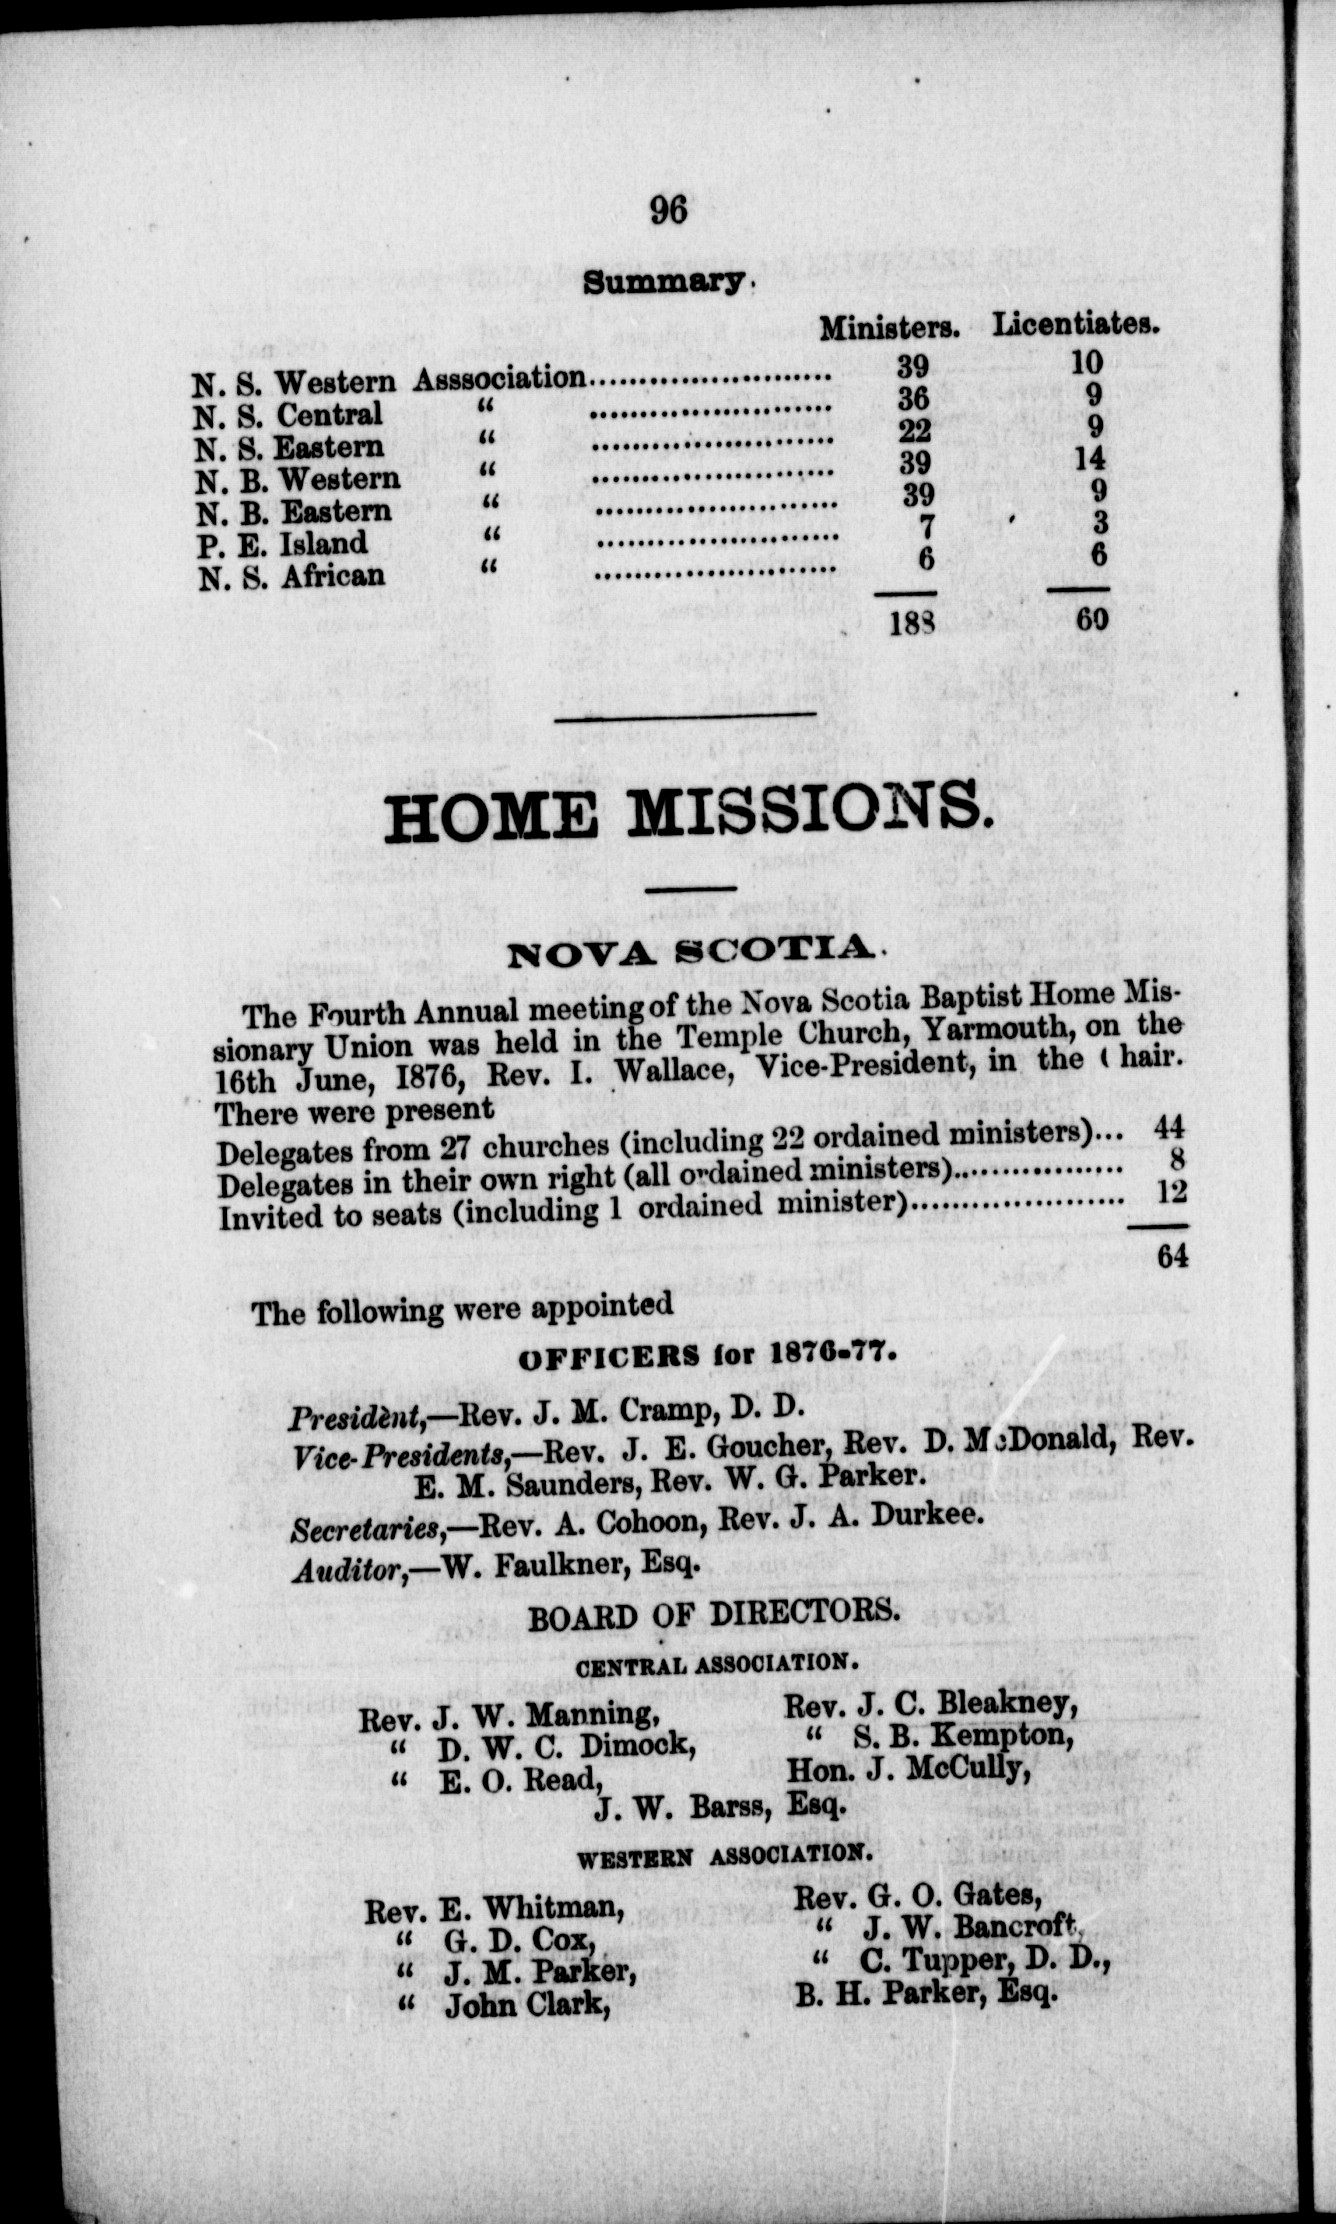 96
Summary.
Ministers. Licentiates.
N. S. Western Asssociation........................ 39 10
N. S. Central " ........................ 36 9
N. S. Eastern " ........................ 22 9
N. B. Western " ........................ 39 14
N. B. Eastern " ........................ 39 9
P. E. Island " ........................ 7 3
N. S. African " ........................ 6 6
188 60
HOME MISSIONS.
NOVA SCOTIA.
The Fourth Annual meeting of the Nova Scotia Baptist Home Mis-
sionary Union was held in the Temple Church, Yarmouth, on the
16th June, 1876, Rev. I. Wallace, Vice-President, in the Chair.
There were present
Delegates from 27 churches (including 22 ordained ministers)... 44
Delegates in their own right (all ordained ministers)................. 8
Invited to seats (including 1 ordained minister)..................... 12
64
The following were appointed
OFFICERS for 1876-77.
President,—Rev. J. M. Cramp, D. D.
Vice-Presidents,—Rev. J. E. Goucher, Rev. D. McDonald, Rev.
E. M. Saunders, Rev. W. G. Parker.
Secretaries,—Rev. A. Cohoon, Rev. J. A. Durkee.
Auditor,—W. Faulkner, Esq.
BOARD OF DIRECTORS.
CENTRAL ASSOCIATION.
Rev. J. W. Manning, Rev. J. C. Bleakney,
" D. W. C. Dimock, " S. B. Kempton,
" E. O. Read, Hon. J. McCully,
J. W. Barss, Esq.
WESTERN ASSOCIATION.
Rev. E. Whitman, Rev. G. O. Gates,
" G. D. Cox, " J. W. Bancroft,
" J. M. Parker, " C. Tupper, D. D.,
" John Clark, B. H. Parker, Esq.